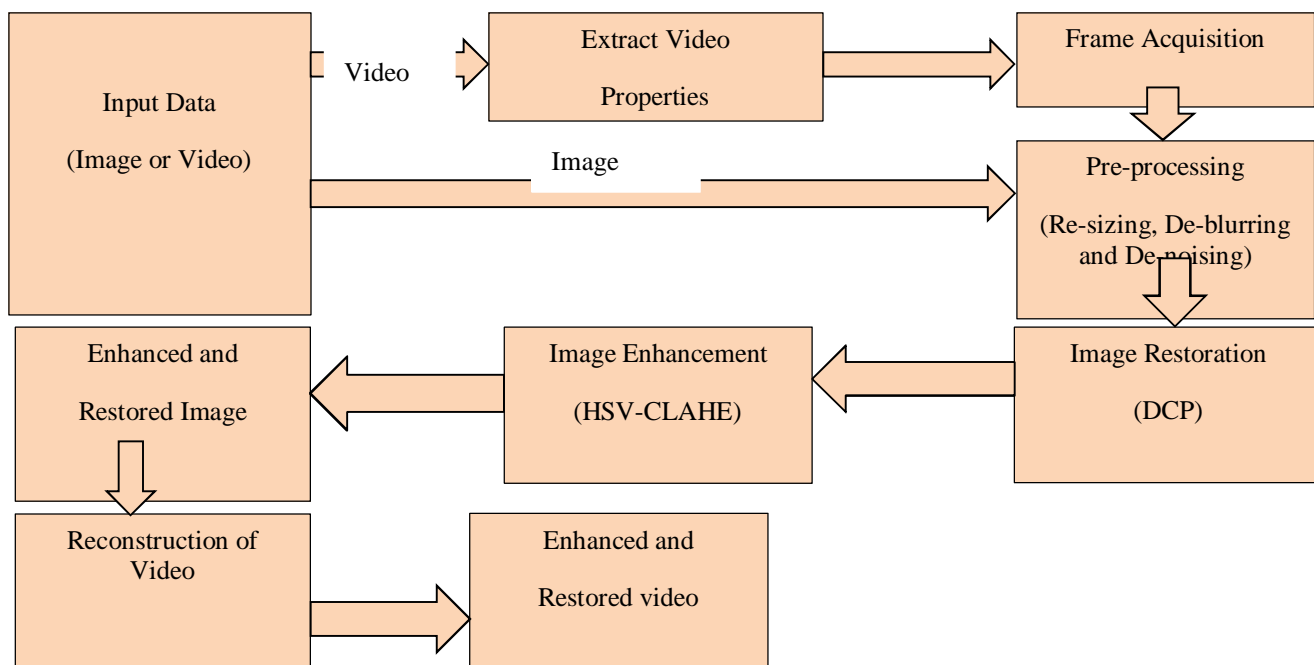 Input Data
(Image or Video)
Video
Extract Video
Properties
Frame Acquisition
Image
Pre-processing
(Re-sizing, De-blurring
and De-noising)
Image Restoration
(DCP)
Image Enhancement
(HSV-CLAHE)
Enhanced and
Restored Image
Reconstruction of
Video
Enhanced and
Restored video